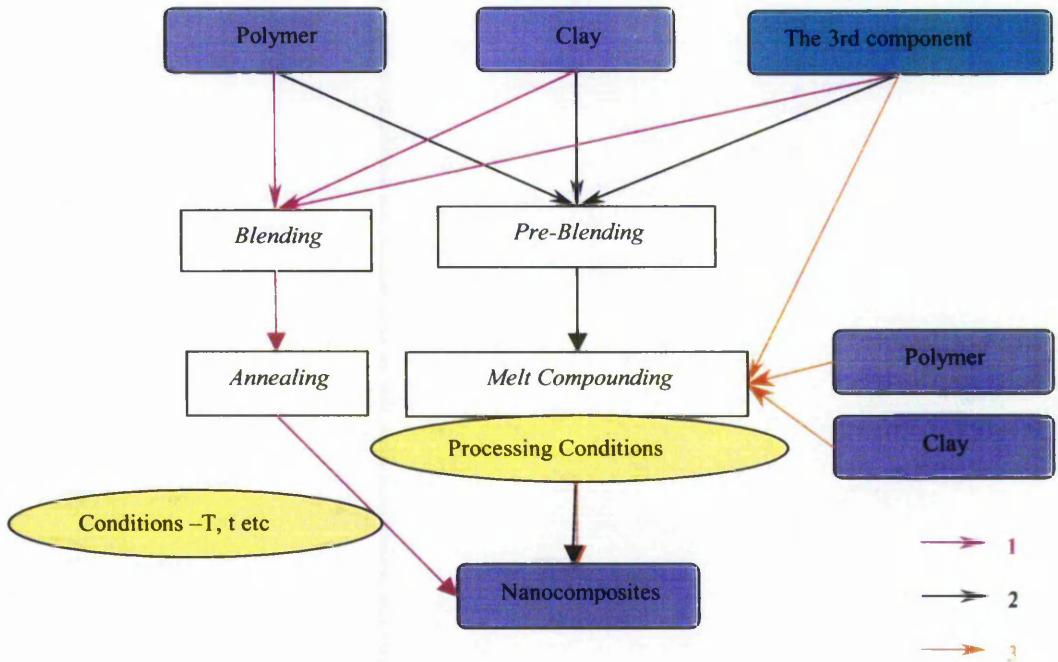 Polymer
Clay
The 3rd component
Blending
Pre-Blending
Annealing
Melt Compounding
Polymer
Processing Conditions
Clay
Conditions –T, t etc
Nanocomposites
1
2
3